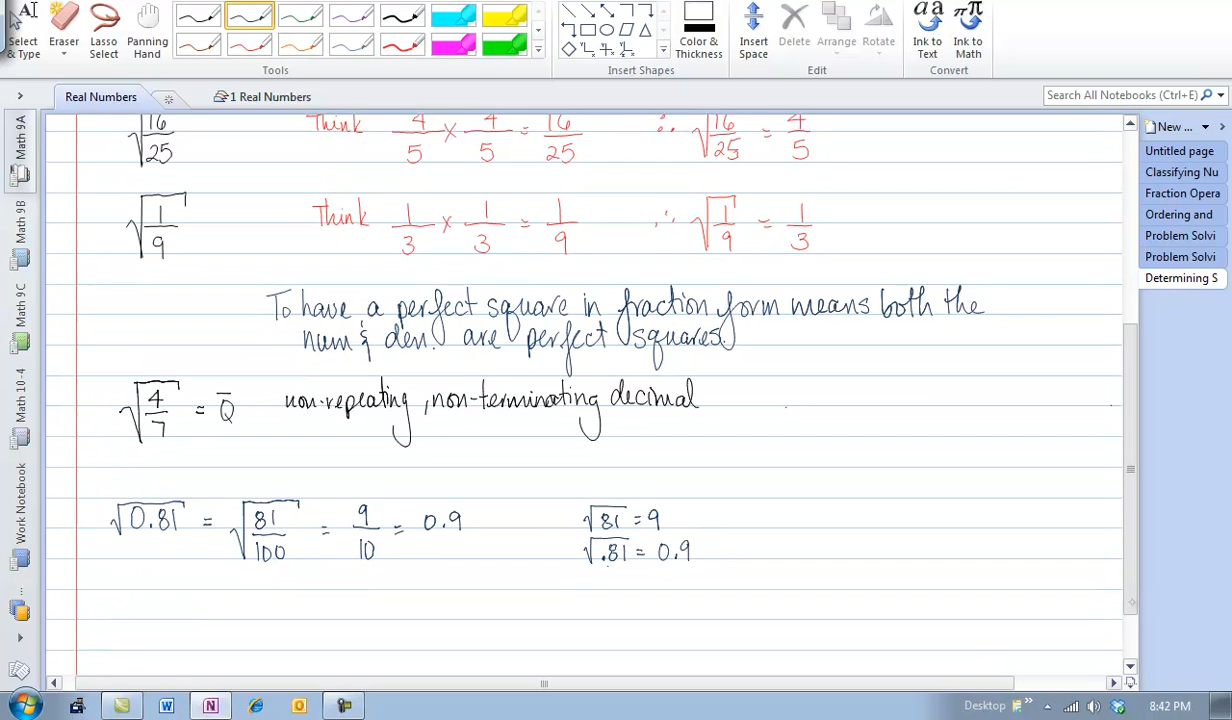 A
Select & Type
Eraser
Lasso Select
Panning Hand
Color & Thickness
Insert Space
Delete
Arrange
Rotate
a a
Ink to Text
π π
Ink to Math
Tools
Insert Shapes
Edit
Convert
Real Numbers
1 Real Numbers
Search All Notebooks (Ctrl+E)
Math 9A
Math 9B
Math 9C
Math 10-4
Work Notebook
New
Untitled page
Classifying Nu
Fraction Opera
Ordering and
Problem Solvi
Problem Solvi
Determining S
√16/25 Think 4/5 × 4/5 = 16/25 ∴ √16/25 = 4/5
√1/9 Think 1/3 × 1/3 = 1/9 ∴ √1/9 = 1/3
To have a perfect square in fraction form means both the
num & den. are perfect squares.
√4/7 = Q̄ non-repeating, non-terminating decimal
√0.81 = √81/100 = 9/10 = 0.9
√81 = 9
√.81 = 0.9
Desktop
8:42 PM